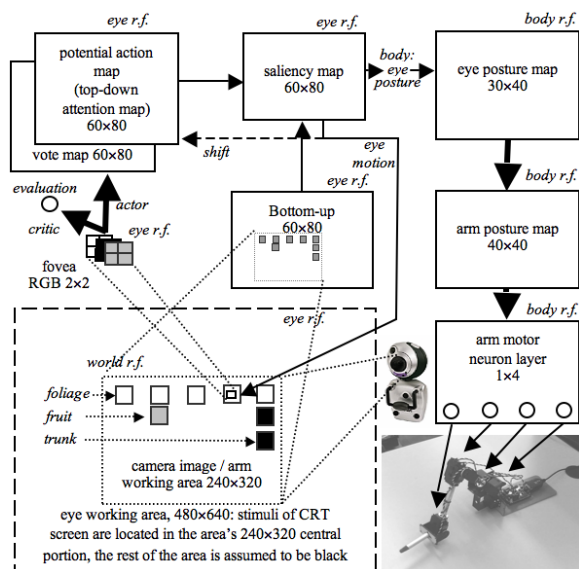 eye r.f.
eye r.f.
body r.f.
potential action
map
(top-down
attention map)
60×80
vote map 60×80
saliency map
60×80
body:
eye
posture
eye posture map
30×40
shift
eye
motion
evaluation
actor
critic
eye r.f.
fovea
RGB 2×2
eye r.f.
Bottom-up
60×80
body r.f.
arm posture map
40×40
body r.f.
arm motor
neuron layer
1×4
eye r.f.
world r.f.
foliage
fruit
trunk
camera image / arm
working area 240×320
eye working area, 480×640: stimuli of CRT
screen are located in the area's 240×320 central
portion, the rest of the area is assumed to be black